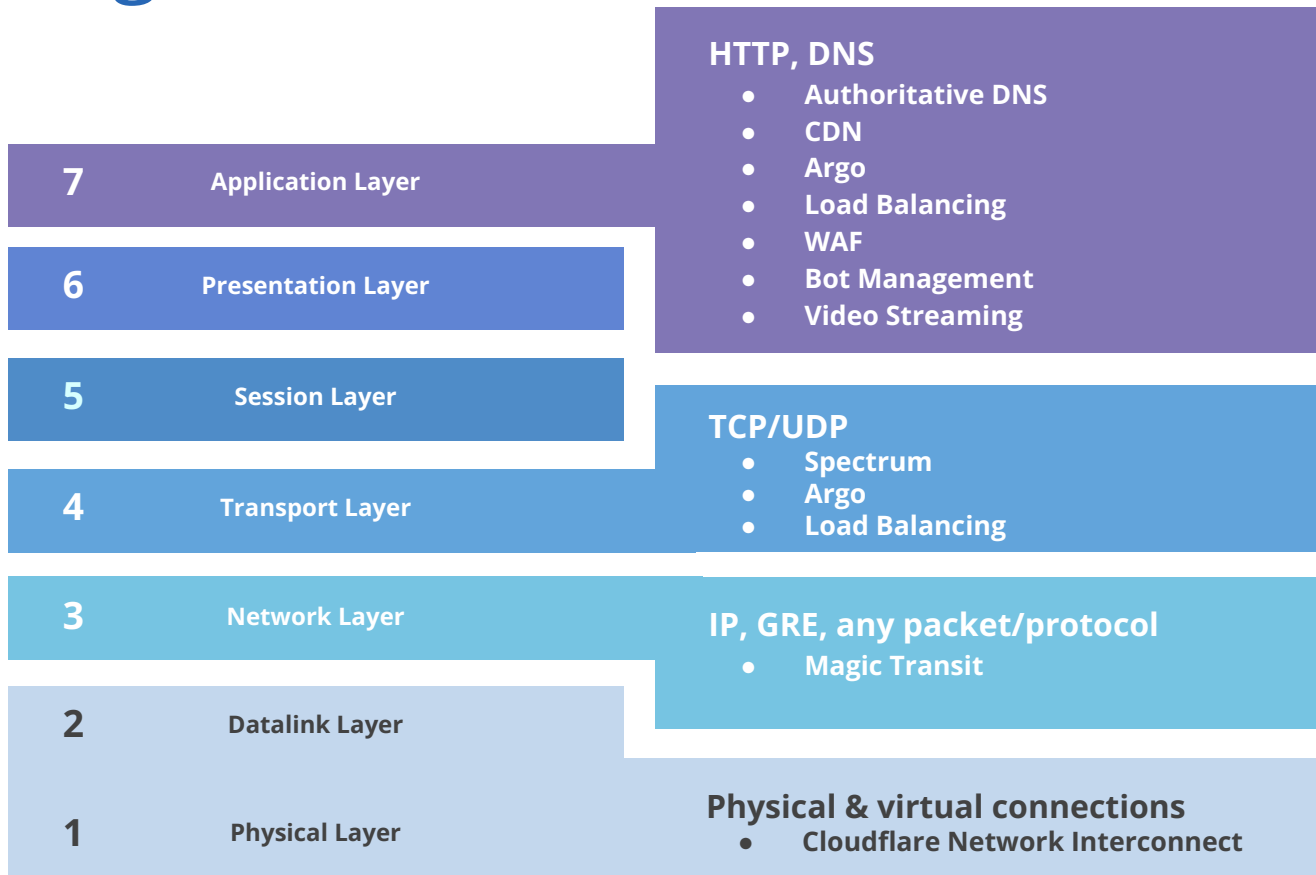 HTTP, DNS
● Authoritative DNS
● CDN
● Argo
● Load Balancing
● WAF
● Bot Management
● Video Streaming
7 Application Layer
6 Presentation Layer
5 Session Layer
TCP/UDP
● Spectrum
● Argo
● Load Balancing
4 Transport Layer
3 Network Layer
IP, GRE, any packet/protocol
● Magic Transit
2 Datalink Layer
1 Physical Layer
Physical & virtual connections
● Cloudflare Network Interconnect